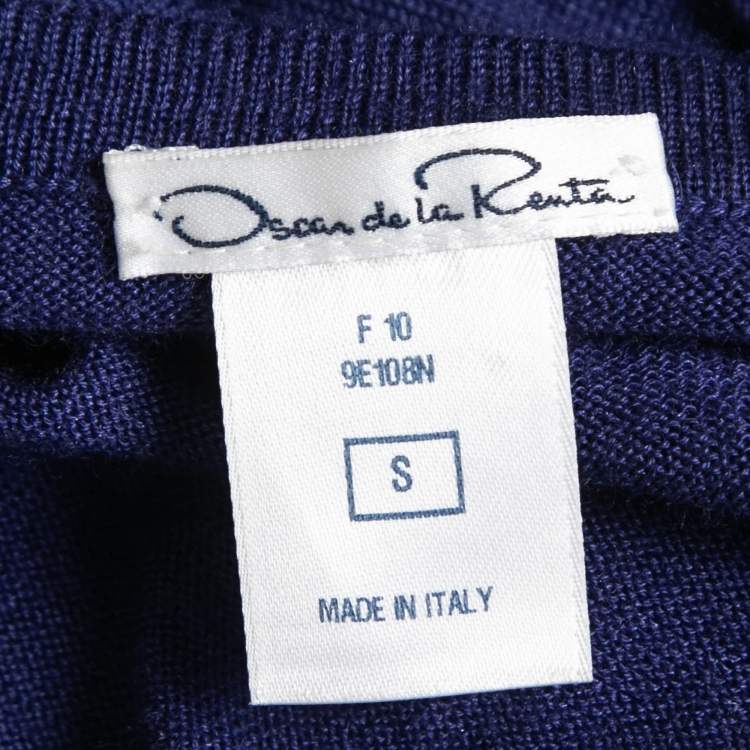 Oscar de la Renta
F 10
9E108N
S
MADE IN ITALY